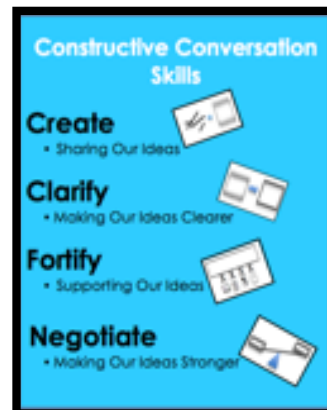 Constructive Conversation
Skills
Create
• Sharing Our Ideas
Clarify
• Making Our Ideas Clearer
Fortify
• Supporting Our Ideas
Negotiate
• Making Our Ideas Stronger